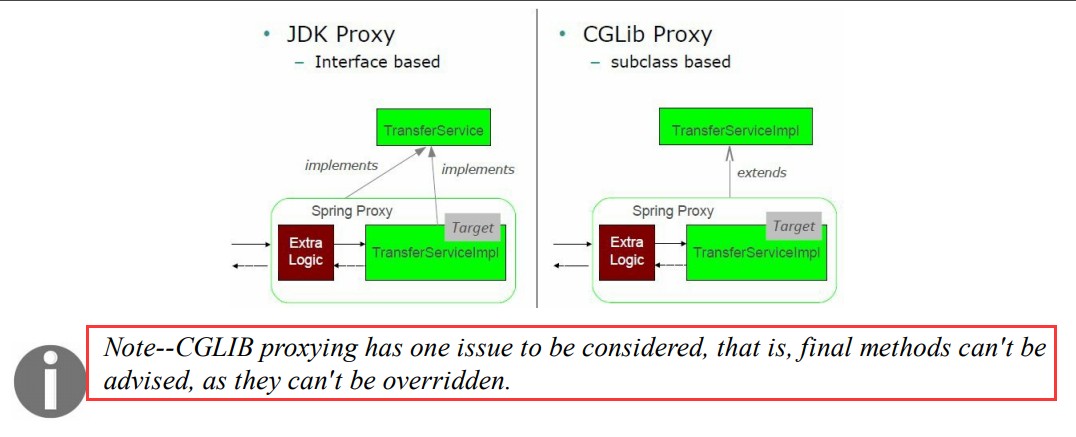 • JDK Proxy
– Interface based
TransferService
implements
implements
Spring Proxy
Target
Extra
Logic
TransferServiceImpl
• CGLib Proxy
– subclass based
TransferServiceImpl
extends
Spring Proxy
Target
Extra
Logic
TransferServiceImpl
i
Note--CGLIB proxying has one issue to be considered, that is, final methods can't be
advised, as they can't be overridden.